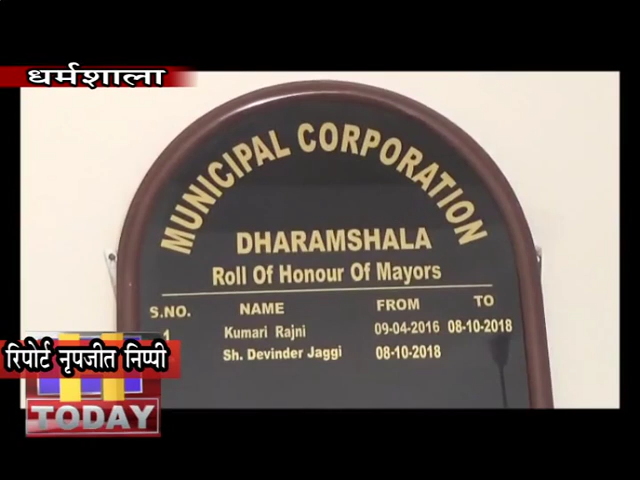 धर्मशाला
MUNICIPAL CORPORATION
DHARAMSHALA
Roll Of Honour Of Mayors
S.NO. NAME FROM TO
1 Kumari Rajni 09-04-2016 08-10-2018
Sh. Devinder Jaggi 08-10-2018
रिपोर्ट नृपजीत निप्पी
TODAY